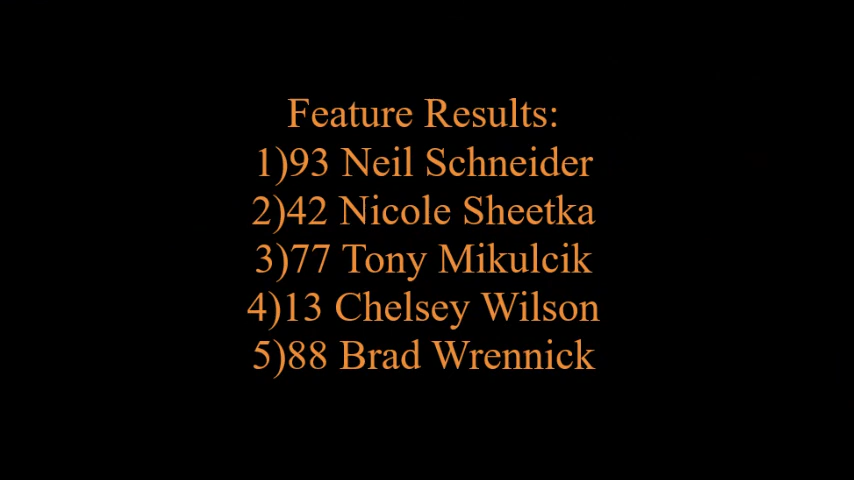 Feature Results:
1)93 Neil Schneider
2)42 Nicole Sheetka
3)77 Tony Mikulcik
4)13 Chelsey Wilson
5)88 Brad Wrennick